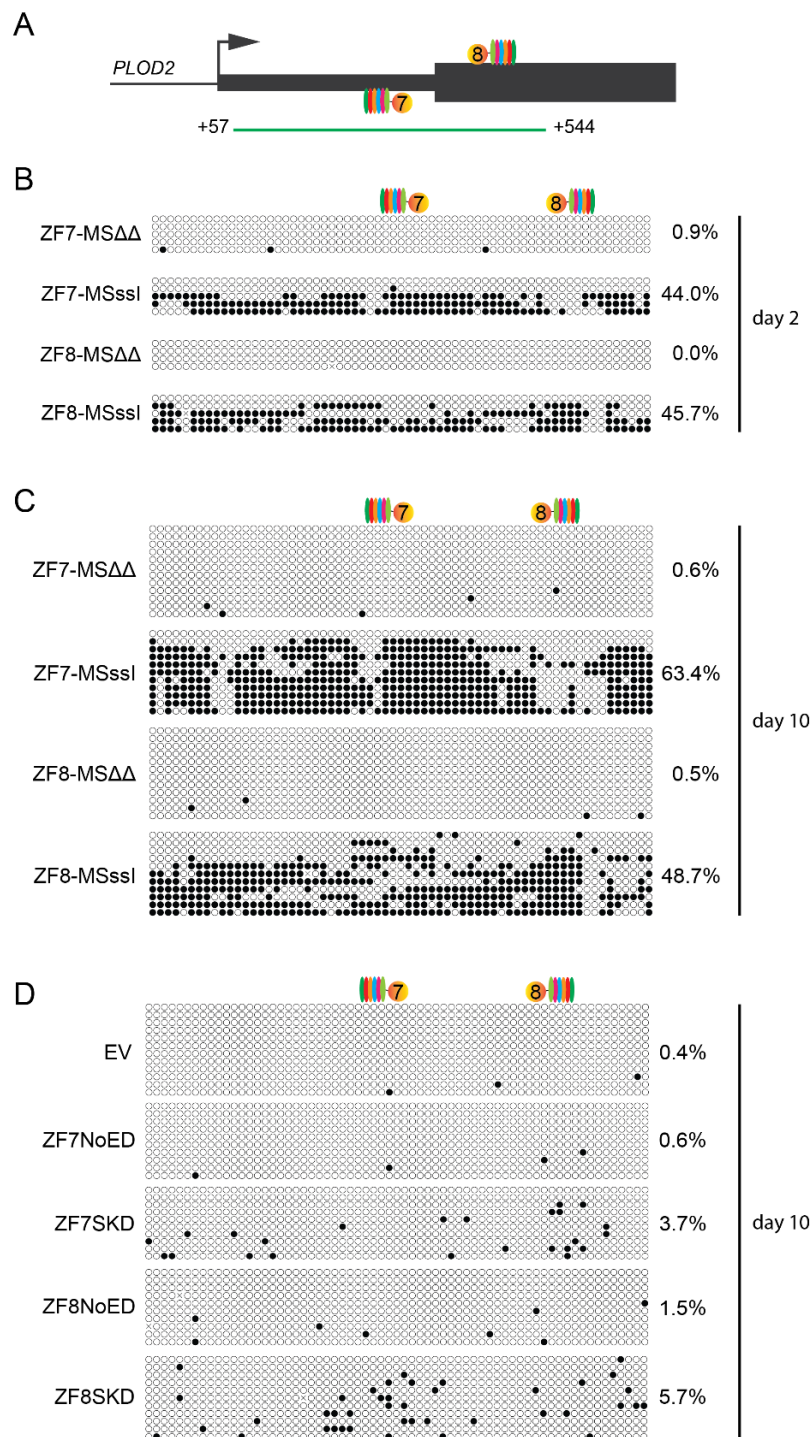 A
PLOD2
8
7
+57
+544
B
7
8
ZF7-MSΔΔ
0.9%
ZF7-MSssI
44.0%
ZF8-MSΔΔ
0.0%
ZF8-MSssI
45.7%
day 2
C
7
8
ZF7-MSΔΔ
0.6%
ZF7-MSssI
63.4%
ZF8-MSΔΔ
0.5%
ZF8-MSssI
48.7%
day 10
D
7
8
EV
0.4%
ZF7NoED
0.6%
ZF7SKD
3.7%
ZF8NoED
1.5%
ZF8SKD
5.7%
day 10